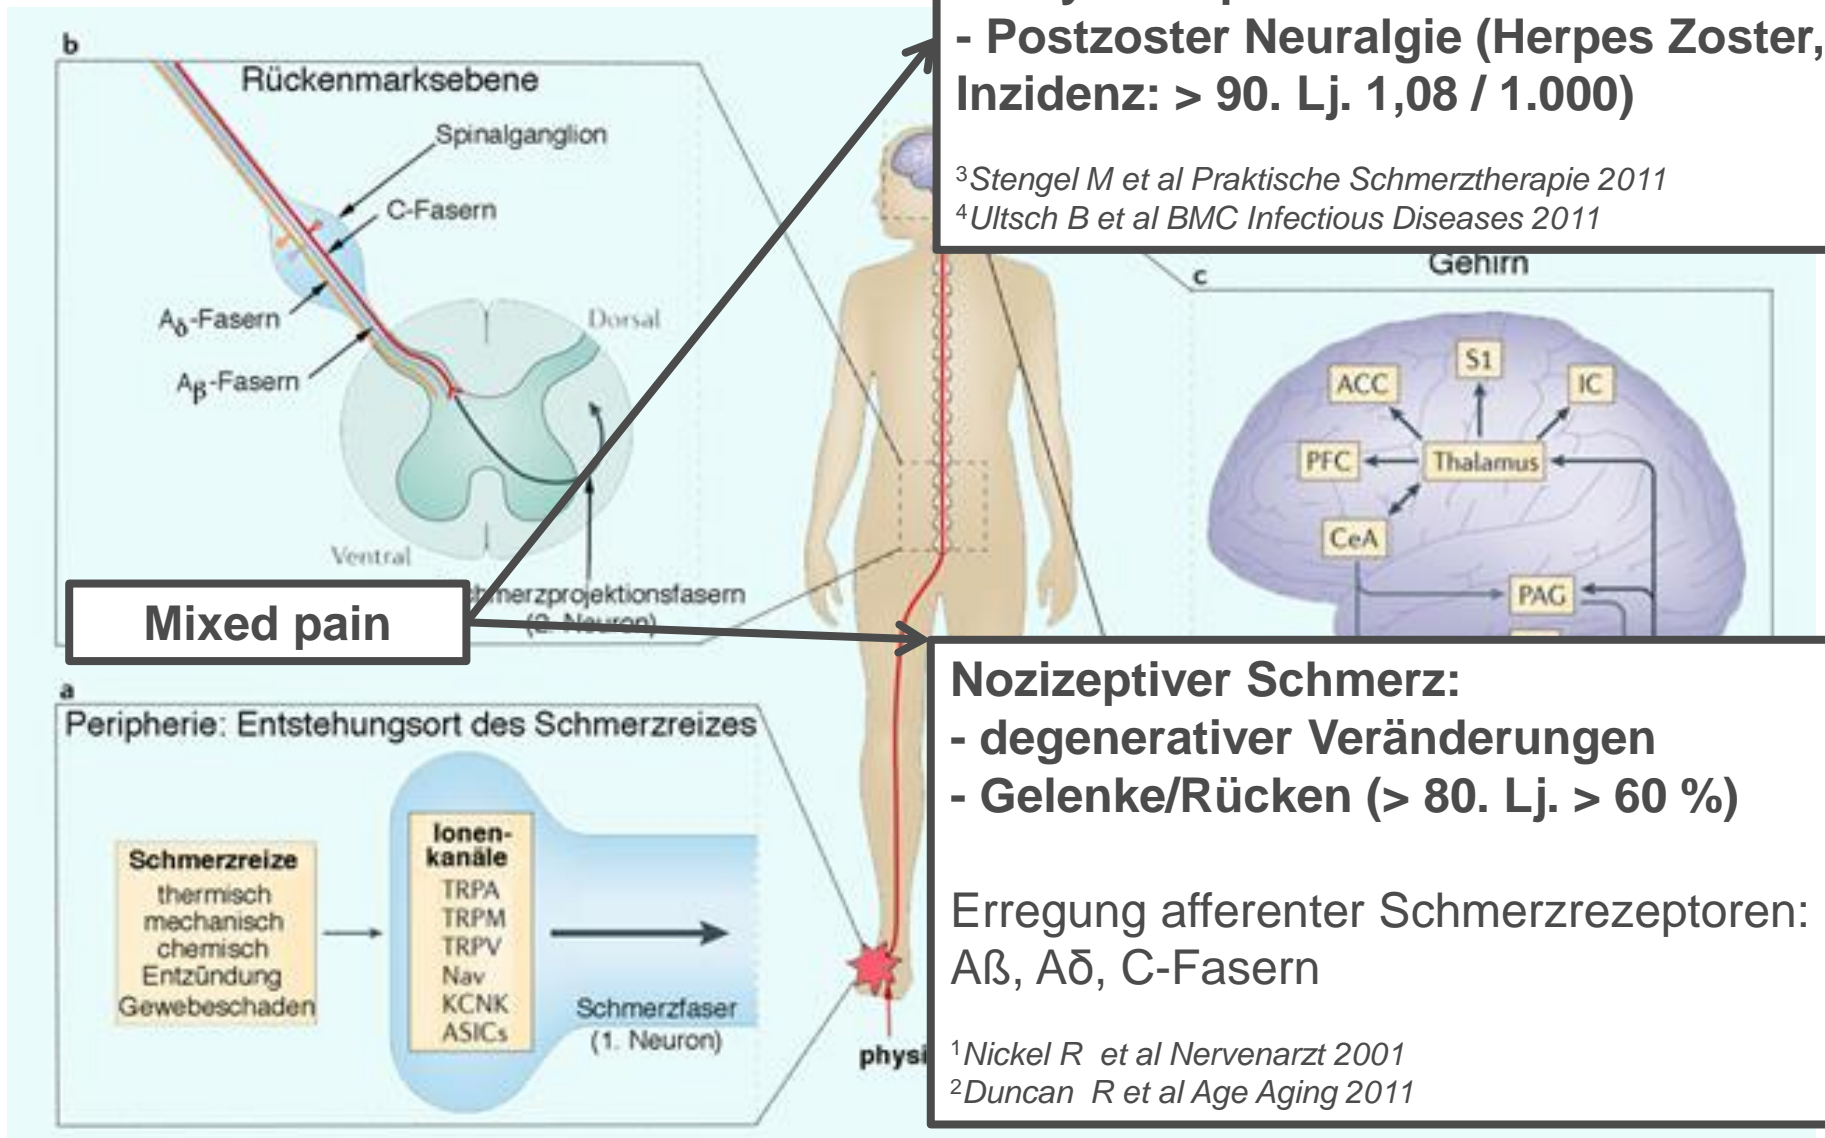 b
Rückenmarksebene
Spinalganglion
C-Fasern
Aδ-Fasern
Aβ-Fasern
Dorsal
Ventral
merzprojektionsfasern
(2. Neuron)
Mixed pain
- Postzoster Neuralgie (Herpes Zoster,
Inzidenz: > 90. Lj. 1,08 / 1.000)
³Stengel M et al Praktische Schmerztherapie 2011
⁴Ultsch B et al BMC Infectious Diseases 2011
c
Gehirn
S1
ACC
IC
PFC
Thalamus
CeA
PAG
a
Peripherie: Entstehungsort des Schmerzreizes
Schmerzreize
thermisch
mechanisch
chemisch
Entzündung
Gewebeschaden
Ionen-
kanäle
TRPA
TRPM
TRPV
Nav
KCNK
ASICs
Schmerzfaser
(1. Neuron)
physi
Nozizeptiver Schmerz:
- degenerativer Veränderungen
- Gelenke/Rücken (> 80. Lj. > 60 %)
Erregung afferenter Schmerzrezeptoren:
Aß, Aδ, C-Fasern
¹Nickel R et al Nervenarzt 2001
²Duncan R et al Age Aging 2011